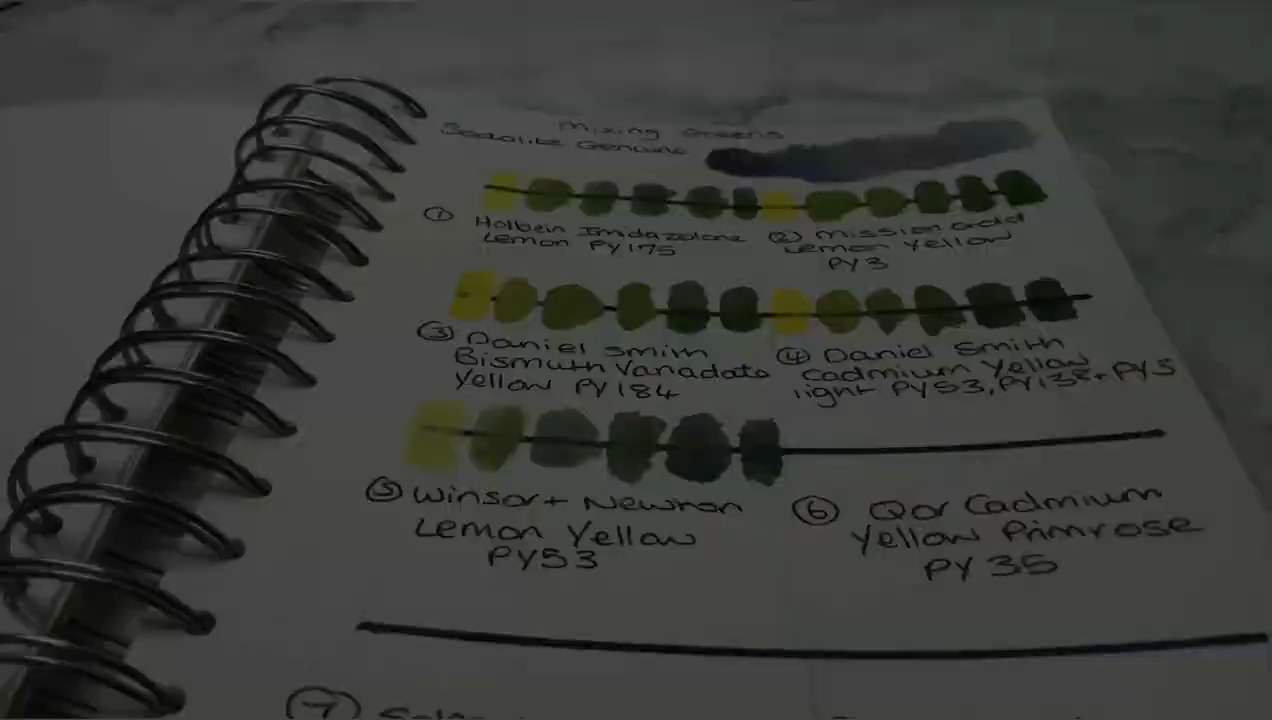 Mixing Greens
Sodalite Genuine
① Holbein Imidazolone
Lemon PY175
② Mission Gold
Lemon Yellow
PY3
③ Daniel Smith
Bismuth Vanadate
Yellow PY184
④ Daniel Smith
Cadmium Yellow
light PY53, PY138+ PY3
⑤ Winsor + Newton
Lemon Yellow
PY53
⑥ Qor Cadmium
Yellow Primrose
PY 35
⑦